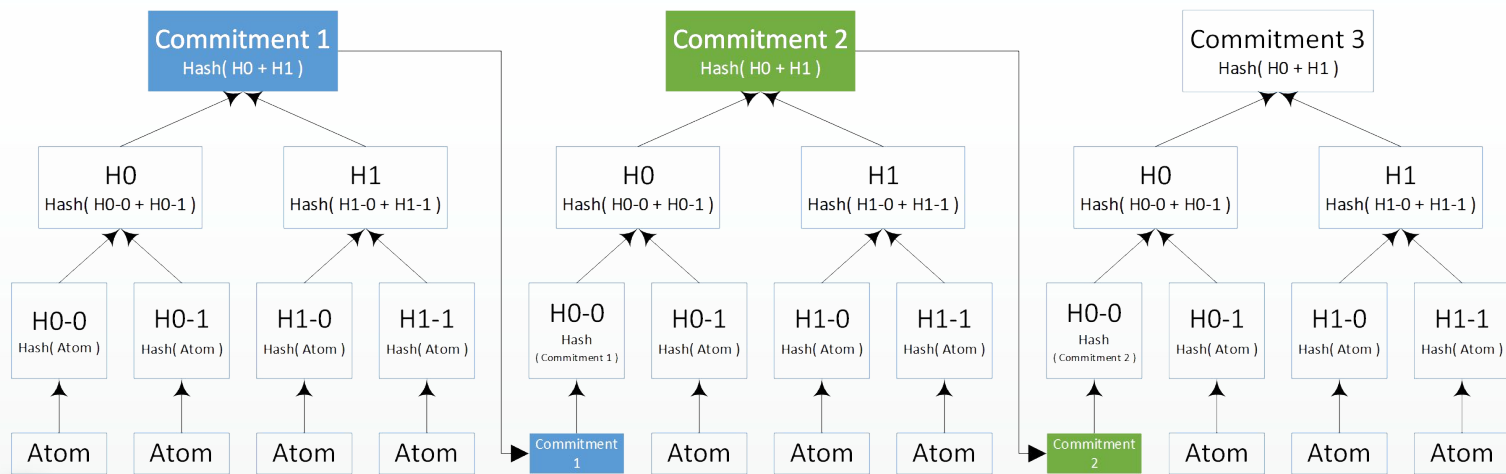 Commitment 1
Hash( H0 + H1 )
Commitment 2
Hash( H0 + H1 )
Commitment 3
Hash( H0 + H1 )
H0
Hash( H0-0 + H0-1 )
H1
Hash( H1-0 + H1-1 )
H0
Hash( H0-0 + H0-1 )
H1
Hash( H1-0 + H1-1 )
H0
Hash( H0-0 + H0-1 )
H1
Hash( H1-0 + H1-1 )
H0-0
Hash( Atom )
H0-1
Hash( Atom )
H1-0
Hash( Atom )
H1-1
Hash( Atom )
H0-0
Hash
( Commitment 1 )
H0-1
Hash( Atom )
H1-0
Hash( Atom )
H1-1
Hash( Atom )
H0-0
Hash
( Commitment 2 )
H0-1
Hash( Atom )
H1-0
Hash( Atom )
H1-1
Hash( Atom )
Atom
Atom
Atom
Atom
Commitment
1
Atom
Atom
Atom
Commitment
2
Atom
Atom
Atom